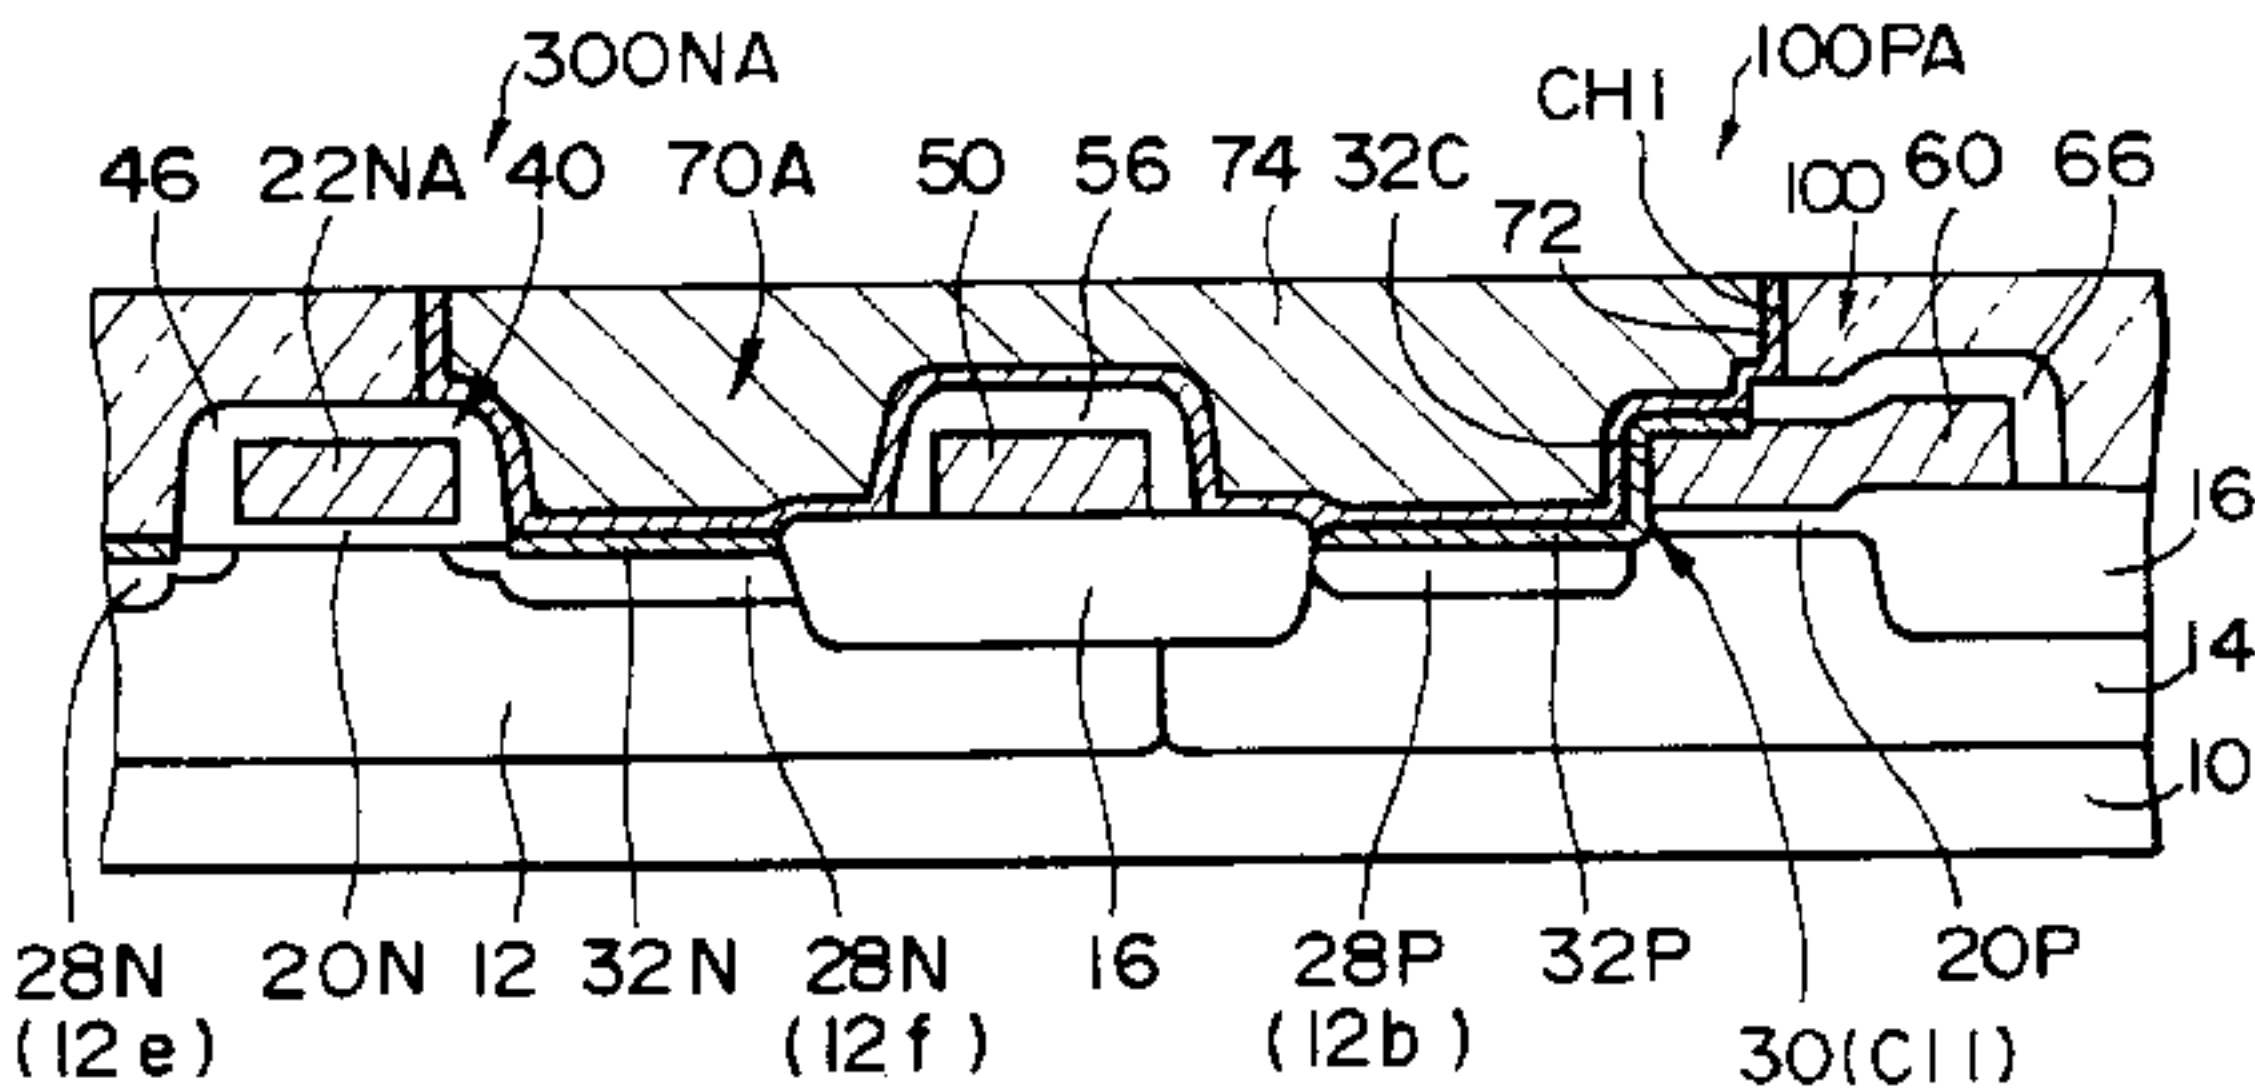 300NA
100PA
CH1
46 22NA 40 70A 50 56 74 32C 72 100 60 66
16
14
10
28N 20N 12 32N 28N 16 28P 32P 20P
(12e) (12f) (12b) 30(C11)